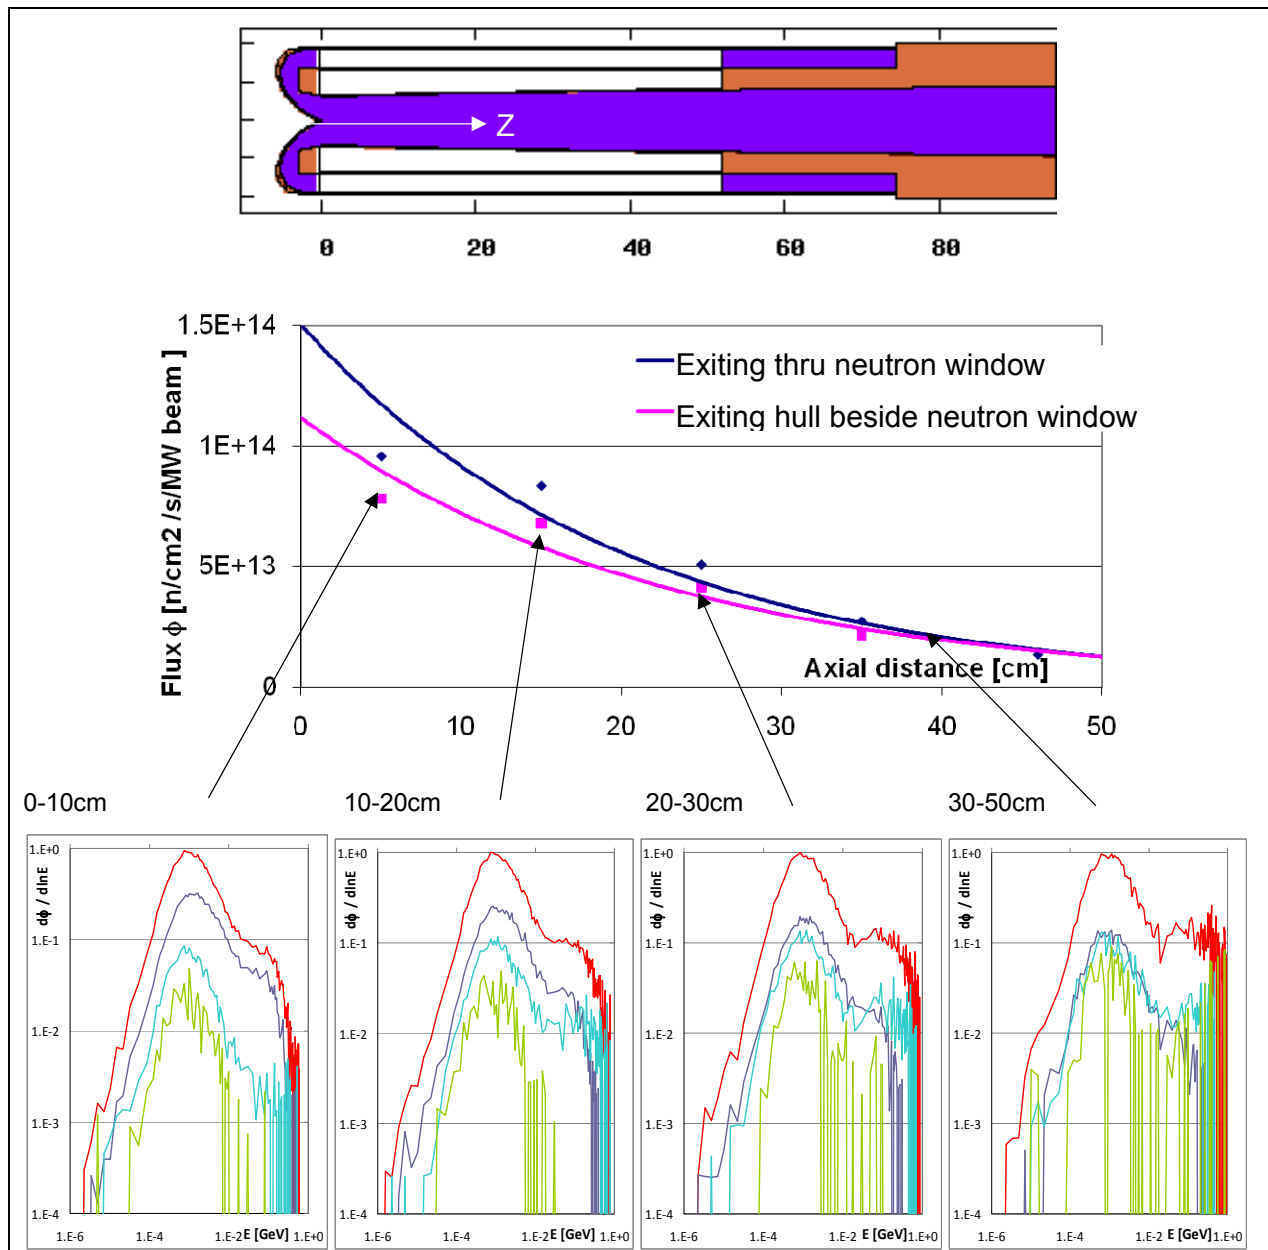 Z
0 20 40 60 80
1.5E+14
1E+14
5E+13
0
Flux ϕ [n/cm2 /s/MW beam ]
Exiting thru neutron window
Exiting hull beside neutron window
Axial distance [cm]
0 10 20 30 40 50
0-10cm
10-20cm
20-30cm
30-50cm
1.E+0
1.E-1
1.E-2
1.E-3
1.E-4
dϕ / dlnE
1.E-6 1.E-4 1.E-2 E [GeV] 1.E+0
1.E+0
1.E-1
1.E-2
1.E-3
1.E-4
dϕ / dlnE
1.E-6 1.E-4 1.E-2 E [GeV] 1.E+0
1.E+0
1.E-1
1.E-2
1.E-3
1.E-4
dϕ / dlnE
1.E-6 1.E-4 1.E-2 E [GeV] 1.E+0
1.E+0
1.E-1
1.E-2
1.E-3
1.E-4
dϕ / dlnE
1.E-6 1.E-4 1.E-2 E [GeV] 1.E+0